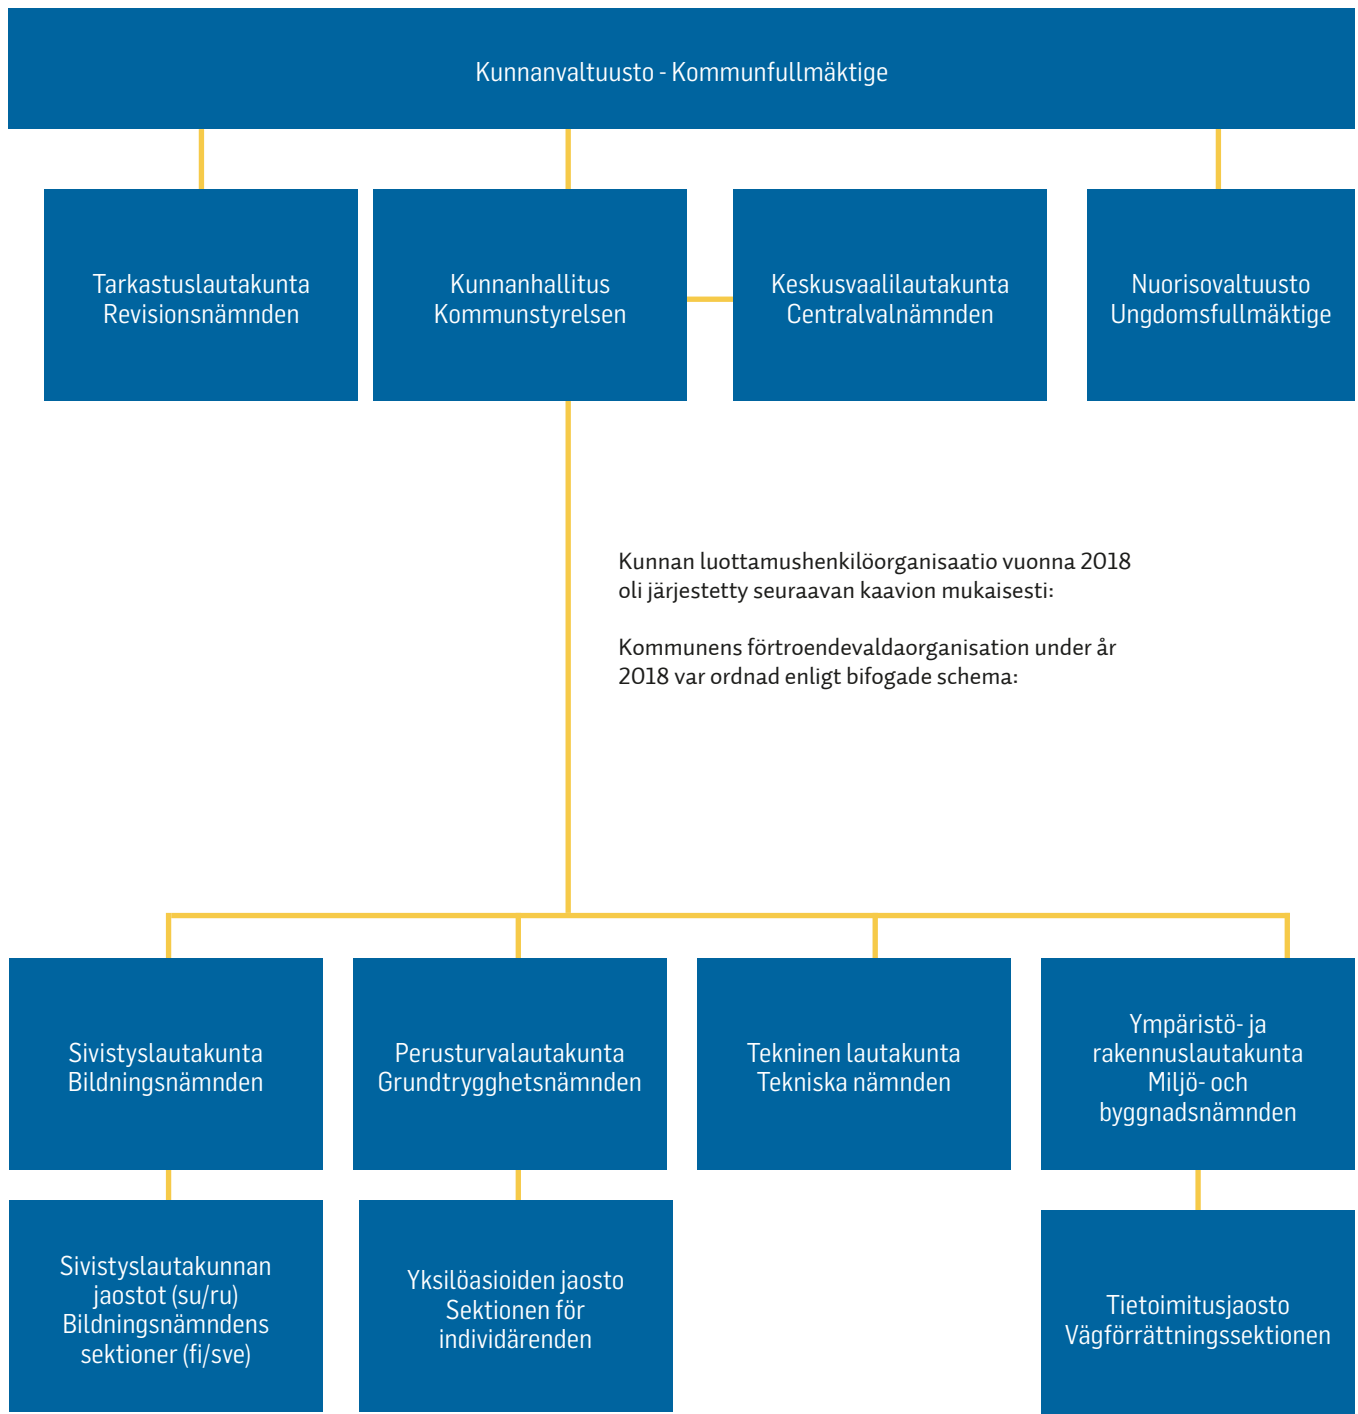 Kunnanvaltuusto - Kommunfullmäktige
Tarkastuslautakunta
Revisionsnämnden
Kunnanhallitus
Kommunstyrelsen
Keskusvaalilautakunta
Centralvalnämnden
Nuorisovaltuusto
Ungdomsfullmäktige
Kunnan luottamushenkilöorganisaatio vuonna 2018
oli järjestetty seuraavan kaavion mukaisesti:
Kommunens förtroendevaldaorganisation under år
2018 var ordnad enligt bifogade schema:
Sivistyslautakunta
Bildningsnämnden
Perusturvalautakunta
Grundtrygghetsnämnden
Tekninen lautakunta
Tekniska nämnden
Ympäristö- ja
rakennuslautakunta
Miljö- och
byggnadsnämnden
Sivistyslautakunnan
jaostot (su/ru)
Bildningsnämndens
sektioner (fi/sve)
Yksilöasioiden jaosto
Sektionen för
individärenden
Tietoimitusjaosto
Vägförrättningssektionen